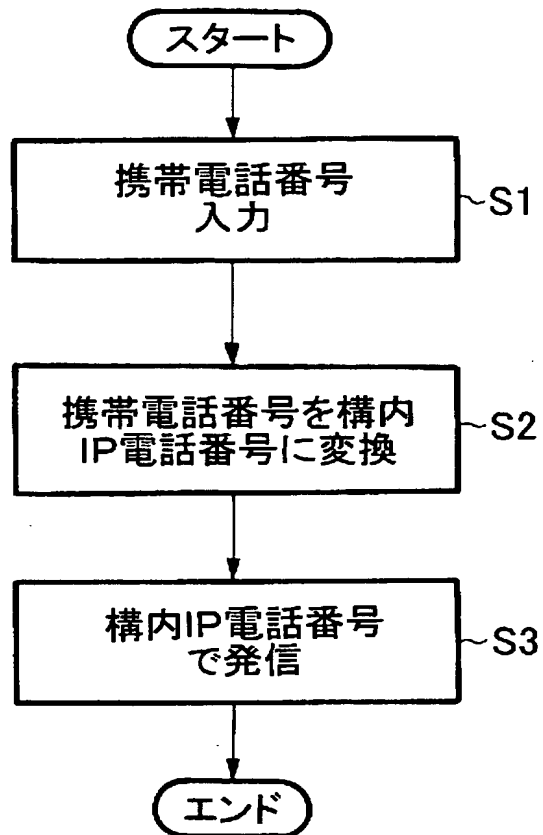 スタート
携帯電話番号
入力
S1
携帯電話番号を構内
IP電話番号に変換
S2
構内IP電話番号
で発信
S3
エンド